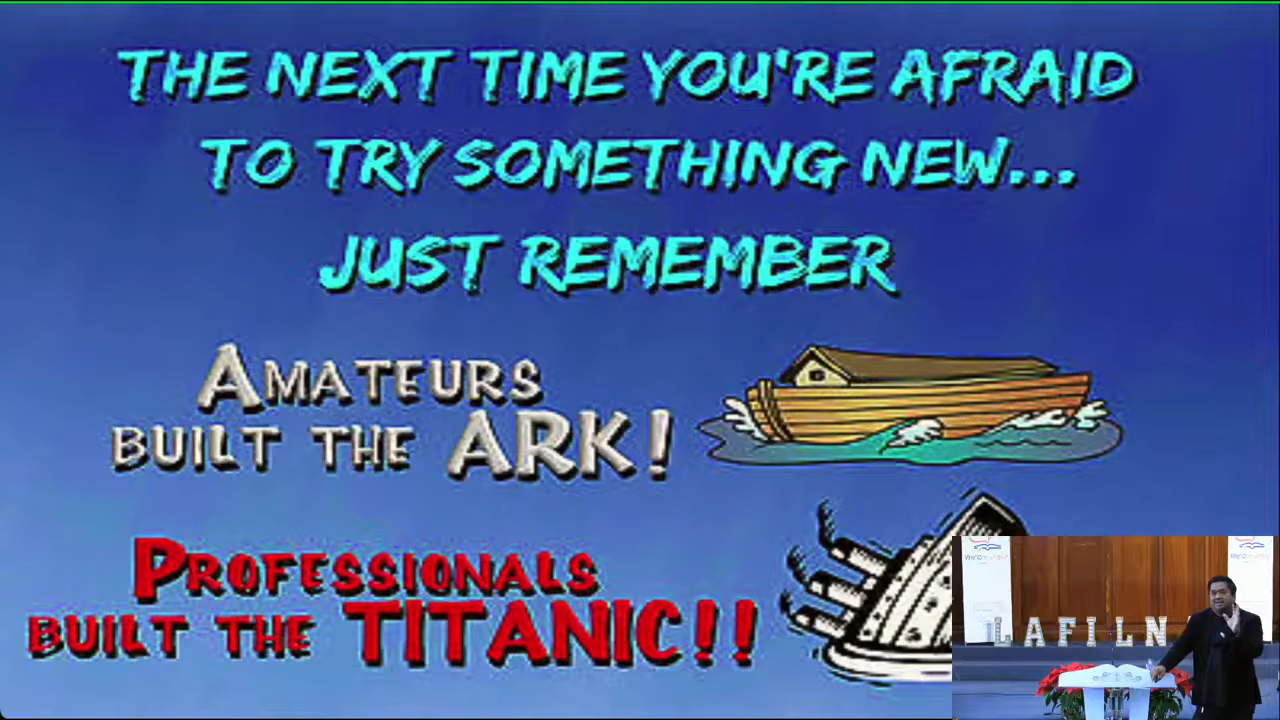 THE NEXT TIME YOU'RE AFRAID
TO TRY SOMETHING NEW...
JUST REMEMBER
AMATEURS
BUILT THE ARK!
PROFESSIONALS
BUILT THE TITANIC!!
LAFILN